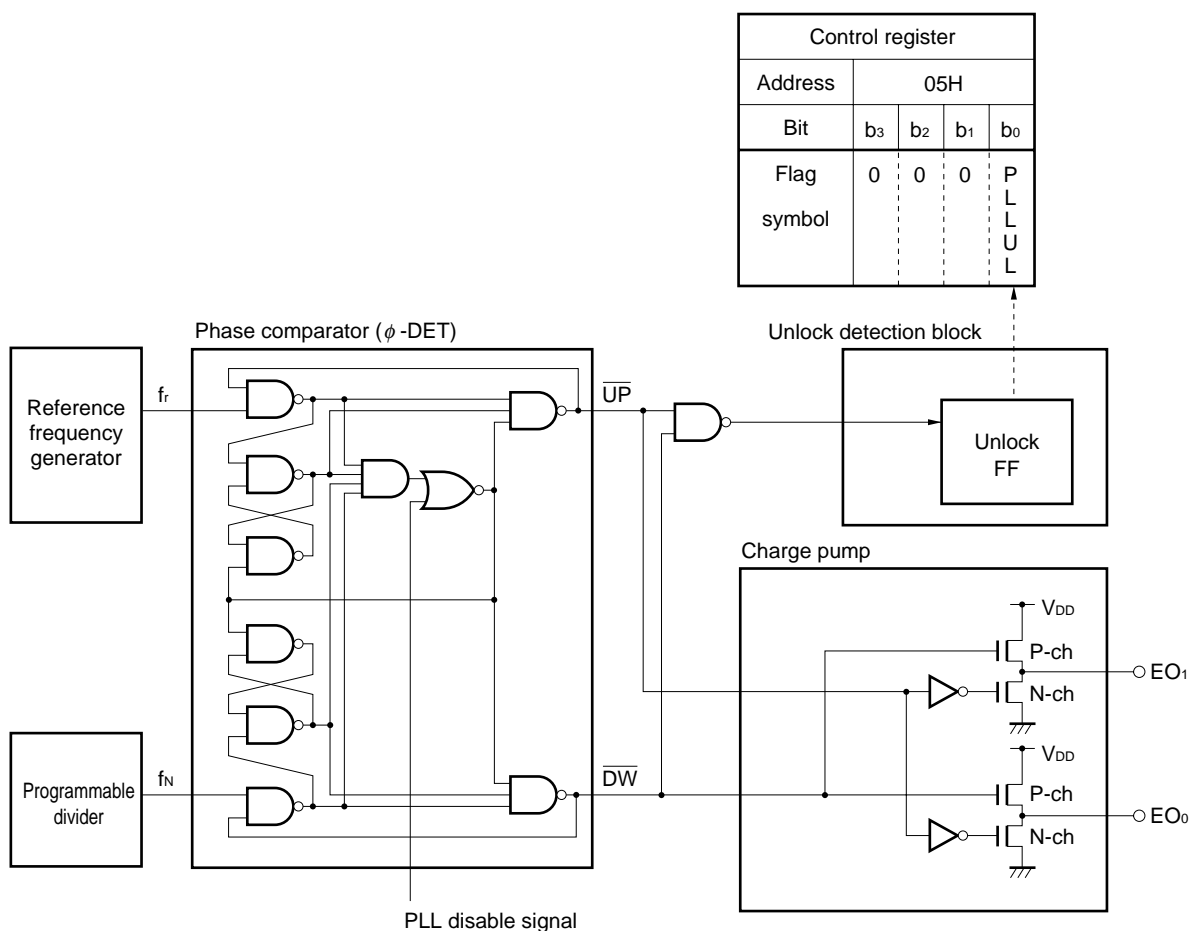 Control register
Address 05H
Bit b3 b2 b1 b0
Flag symbol 0 0 0 PLLUL
Phase comparator (ϕ-DET)
Unlock detection block
Reference
frequency
generator
fr
U̅P̅
Unlock
FF
Charge pump
VDD
P-ch
EO1
N-ch
VDD
Programmable
divider
fN
D̅W̅
P-ch
EO0
N-ch
PLL disable signal